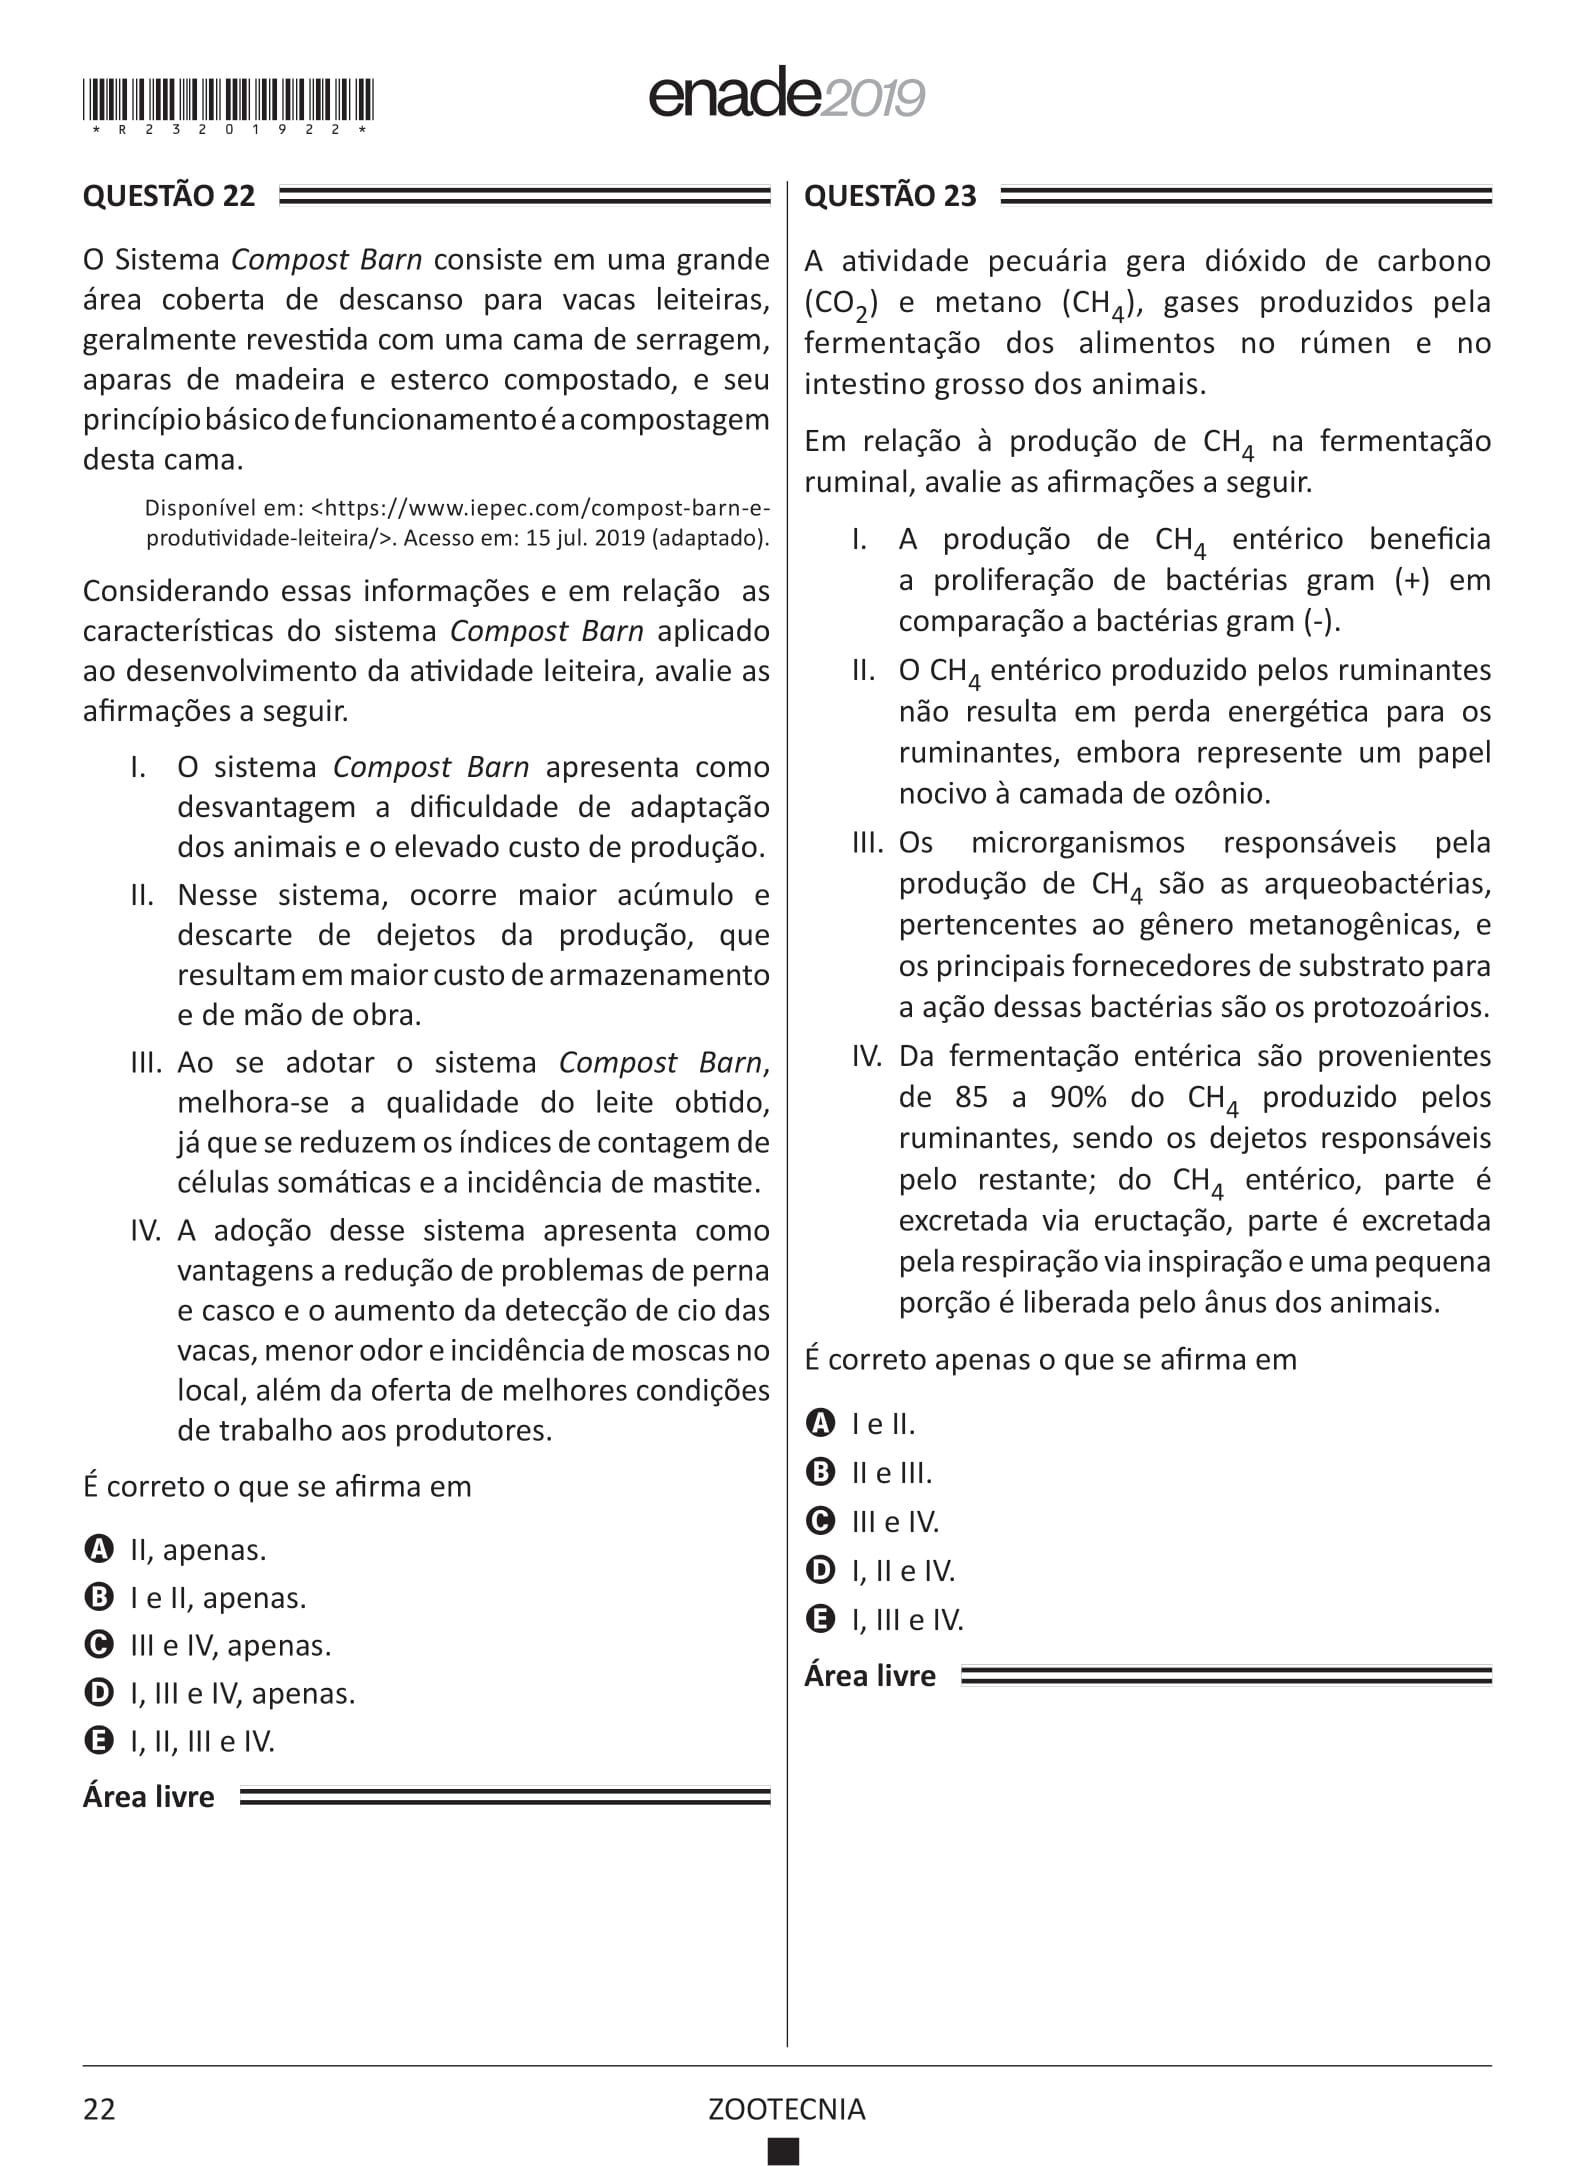 *R23201922*
enade2019
QUESTÃO 22
O Sistema Compost Barn consiste em uma grande
área coberta de descanso para vacas leiteiras,
geralmente revestida com uma cama de serragem,
aparas de madeira e esterco compostado, e seu
princípio básico de funcionamento é a compostagem
desta cama.
Disponível em: <https://www.iepec.com/compost-barn-e-
produtividade-leiteira/>. Acesso em: 15 jul. 2019 (adaptado).
Considerando essas informações e em relação as
características do sistema Compost Barn aplicado
ao desenvolvimento da atividade leiteira, avalie as
afirmações a seguir.
I. O sistema Compost Barn apresenta como
desvantagem a dificuldade de adaptação
dos animais e o elevado custo de produção.
II. Nesse sistema, ocorre maior acúmulo e
descarte de dejetos da produção, que
resultam em maior custo de armazenamento
e de mão de obra.
III. Ao se adotar o sistema Compost Barn,
melhora-se a qualidade do leite obtido,
já que se reduzem os índices de contagem de
células somáticas e a incidência de mastite.
IV. A adoção desse sistema apresenta como
vantagens a redução de problemas de perna
e casco e o aumento da detecção de cio das
vacas, menor odor e incidência de moscas no
local, além da oferta de melhores condições
de trabalho aos produtores.
É correto o que se afirma em
A II, apenas.
B I e II, apenas.
C III e IV, apenas.
D I, III e IV, apenas.
E I, II, III e IV.
Área livre
QUESTÃO 23
A atividade pecuária gera dióxido de carbono
(CO2) e metano (CH4), gases produzidos pela
fermentação dos alimentos no rúmen e no
intestino grosso dos animais.
Em relação à produção de CH4 na fermentação
ruminal, avalie as afirmações a seguir.
I. A produção de CH4 entérico beneficia
a proliferação de bactérias gram (+) em
comparação a bactérias gram (-).
II. O CH4 entérico produzido pelos ruminantes
não resulta em perda energética para os
ruminantes, embora represente um papel
nocivo à camada de ozônio.
III. Os microrganismos responsáveis pela
produção de CH4 são as arqueobactérias,
pertencentes ao gênero metanogênicas, e
os principais fornecedores de substrato para
a ação dessas bactérias são os protozoários.
IV. Da fermentação entérica são provenientes
de 85 a 90% do CH4 produzido pelos
ruminantes, sendo os dejetos responsáveis
pelo restante; do CH4 entérico, parte é
excretada via eructação, parte é excretada
pela respiração via inspiração e uma pequena
porção é liberada pelo ânus dos animais.
É correto apenas o que se afirma em
A I e II.
B II e III.
C III e IV.
D I, II e IV.
E I, III e IV.
Área livre
22
ZOOTECNIA